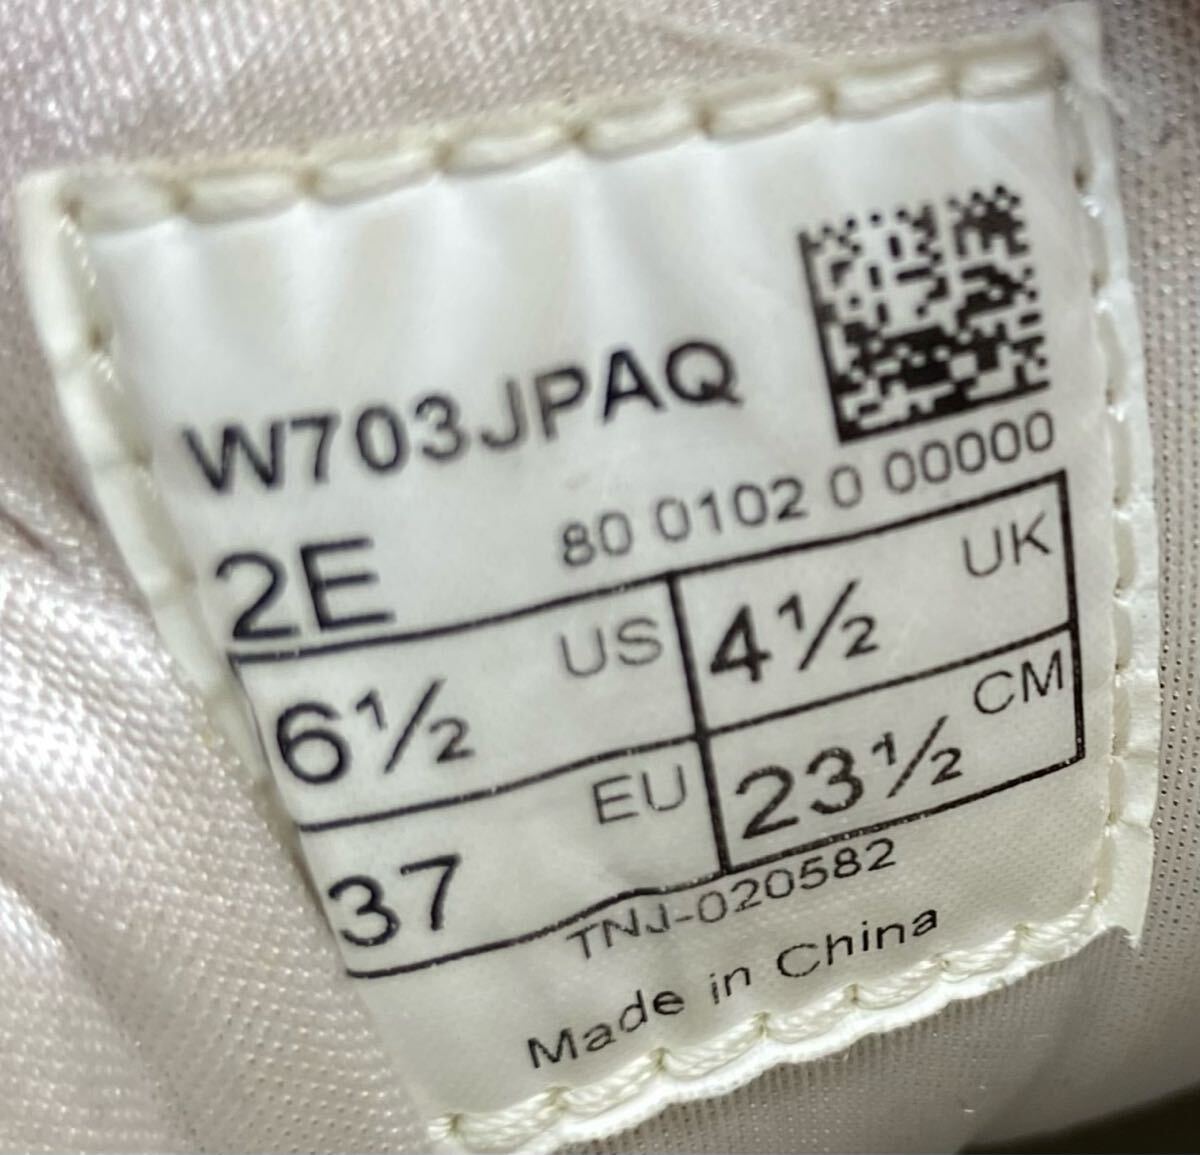 W703JPAQ
2E 80 0102 0 00000
6½ US 4½ UK
37 EU 23½ CM
TNJ-020582
Made in China